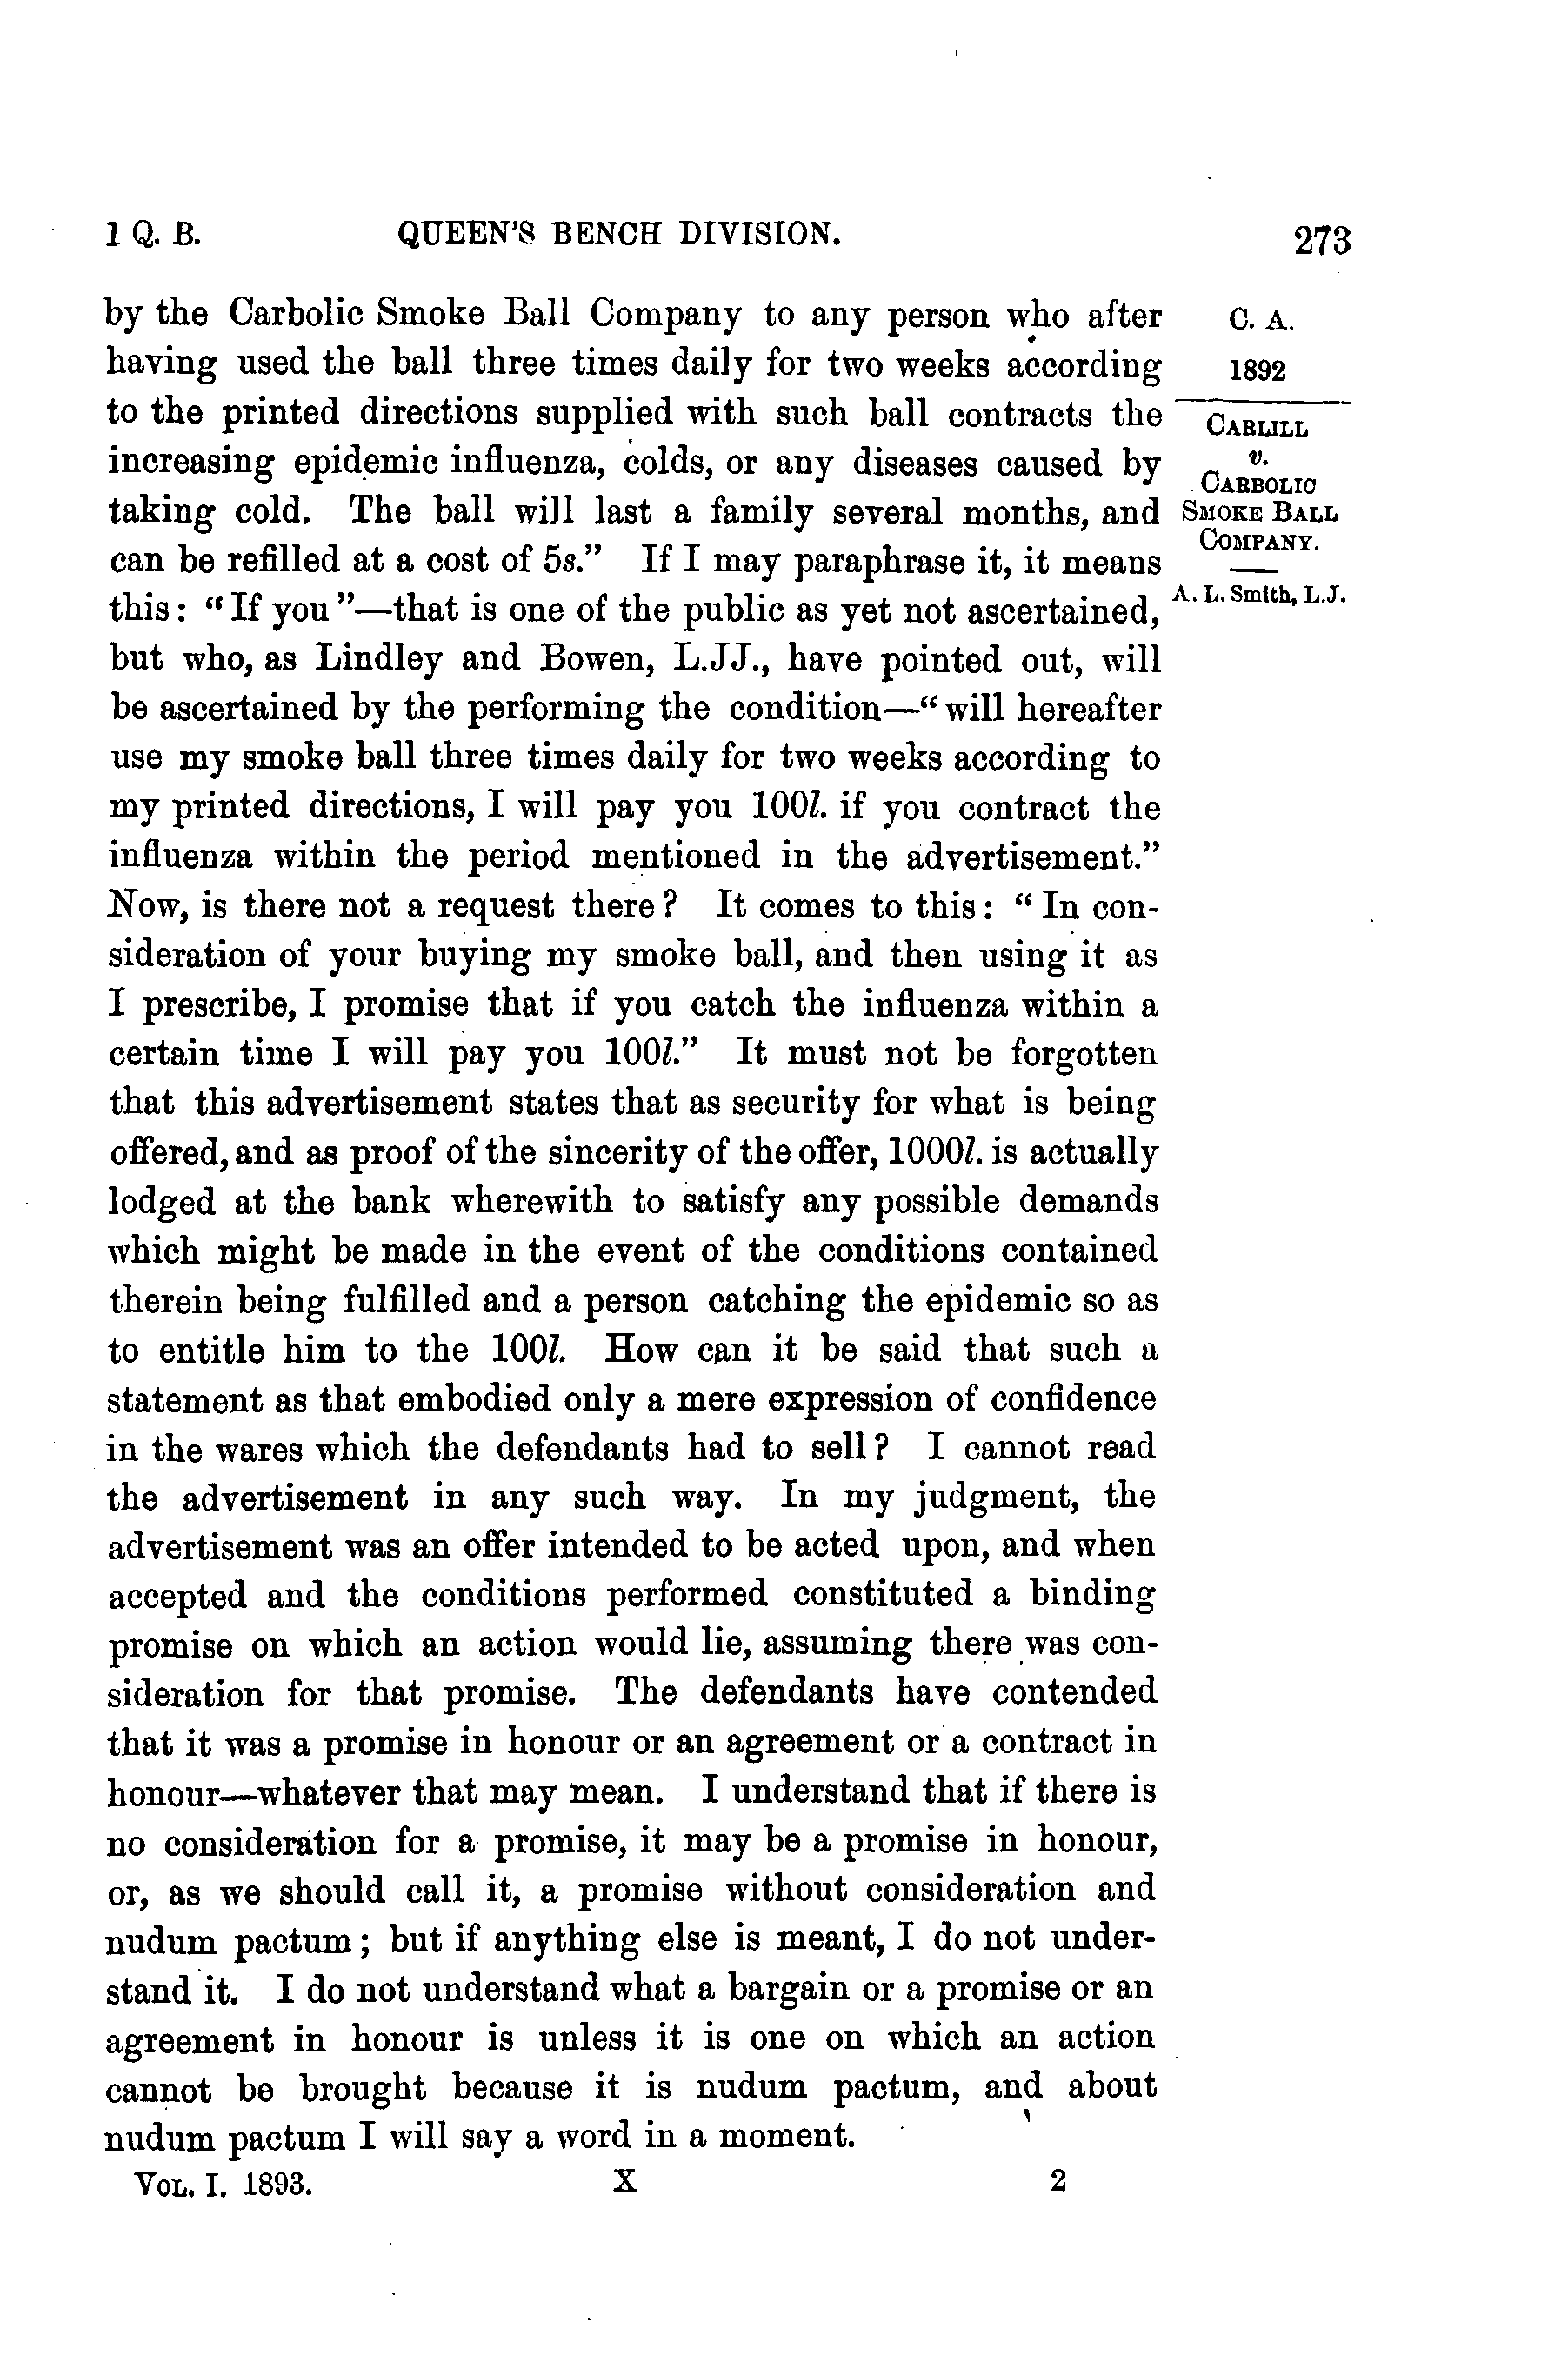 1 Q. B. QUEEN'S BENCH DIVISION. 273
by the Carbolic Smoke Ball Company to any person who after
having used the ball three times daily for two weeks according
to the printed directions supplied with such ball contracts the
increasing epidemic influenza, colds, or any diseases caused by
taking cold. The ball will last a family several months, and
can be refilled at a cost of 5s." If I may paraphrase it, it means
this: "If you"—that is one of the public as yet not ascertained,
but who, as Lindley and Bowen, L.JJ., have pointed out, will
be ascertained by the performing the condition—"will hereafter
use my smoke ball three times daily for two weeks according to
my printed directions, I will pay you 100l. if you contract the
influenza within the period mentioned in the advertisement."
Now, is there not a request there? It comes to this: "In con-
sideration of your buying my smoke ball, and then using it as
I prescribe, I promise that if you catch the influenza within a
certain time I will pay you 100l." It must not be forgotten
that this advertisement states that as security for what is being
offered, and as proof of the sincerity of the offer, 1000l. is actually
lodged at the bank wherewith to satisfy any possible demands
which might be made in the event of the conditions contained
therein being fulfilled and a person catching the epidemic so as
to entitle him to the 100l. How can it be said that such a
statement as that embodied only a mere expression of confidence
in the wares which the defendants had to sell? I cannot read
the advertisement in any such way. In my judgment, the
advertisement was an offer intended to be acted upon, and when
accepted and the conditions performed constituted a binding
promise on which an action would lie, assuming there was con-
sideration for that promise. The defendants have contended
that it was a promise in honour or an agreement or a contract in
honour—whatever that may mean. I understand that if there is
no consideration for a promise, it may be a promise in honour,
or, as we should call it, a promise without consideration and
nudum pactum; but if anything else is meant, I do not under-
stand it. I do not understand what a bargain or a promise or an
agreement in honour is unless it is one on which an action
cannot be brought because it is nudum pactum, and about
nudum pactum I will say a word in a moment.
VOL. I. 1893. X 2
C. A.
1892
CARLILL
v.
CARBOLIC
SMOKE BALL
COMPANY.
A. L. Smith, L.J.